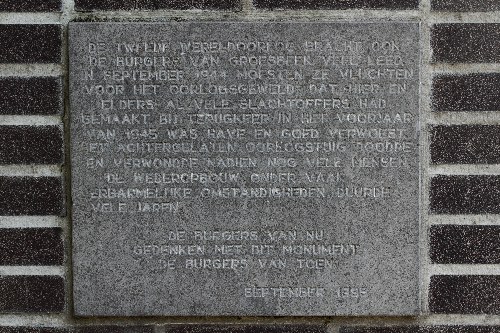 DE TWEEDE WERELDOORLOG BRACHT OOK
DE BURGERS VAN GROESBEEK VEEL LEED.
IN SEPTEMBER 1944 MOESTEN ZE VLUCHTEN
VOOR HET OORLOGSGEWELD DAT HIER EN
ELDERS AL VELE SLACHTOFFERS HAD
GEMAAKT BIJ TERUGKEER IN HET VOORJAAR
VAN 1945 WAS HAVE EN GOED VERWOEST.
HET ACHTERGELATEN OORLOGSTUIG DOODDE
EN VERWONDDE NADIEN NOG VELE MENSEN.
DE WEDEROPBOUW, ONDER VAAK
ERBARMELIJKE OMSTANDIGHEDEN, DUURDE
VELE JAREN.
DE BURGERS VAN NU
GEDENKEN MET DIT MONUMENT
DE BURGERS VAN TOEN.
SEPTEMBER